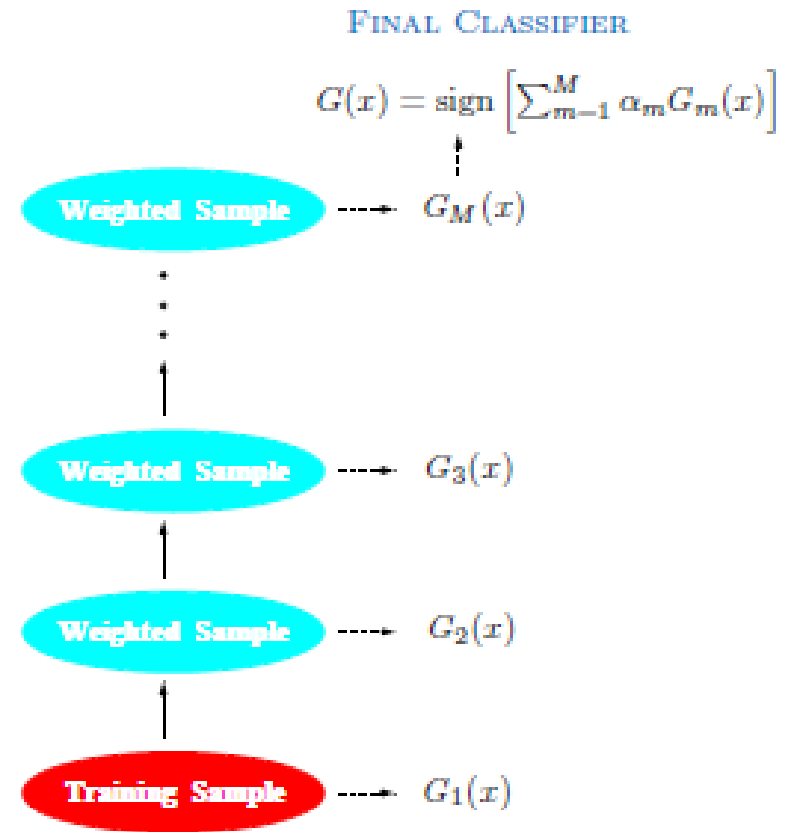 FINAL CLASSIFIER
G(x) = sign [∑_{m=1}^{M} α_m G_m(x)]
Weighted Sample G_M(x)
Weighted Sample G_3(x)
Weighted Sample G_2(x)
Training Sample G_1(x)